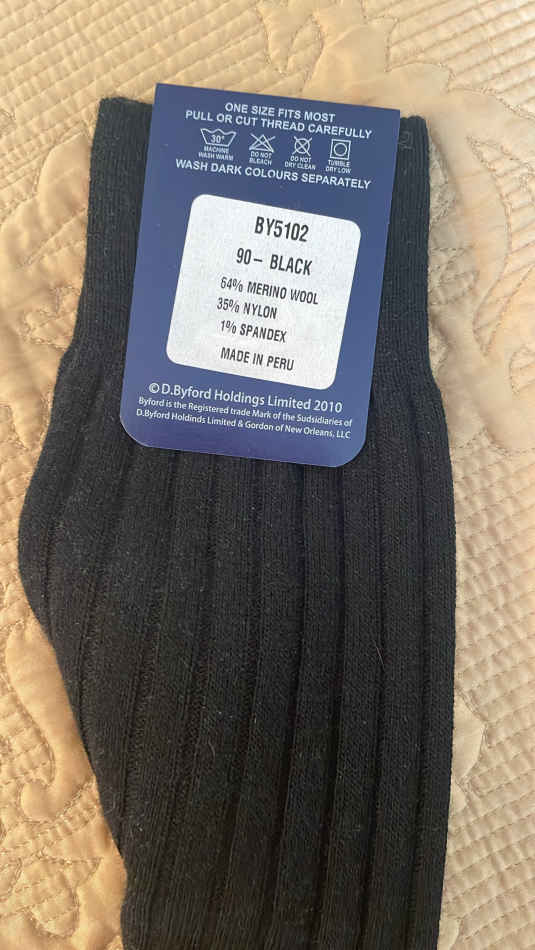 ONE SIZE FITS MOST
PULL OR CUT THREAD CAREFULLY
30°
MACHINE WASH WARM
DO NOT BLEACH
DO NOT DRY CLEAN
TUMBLE DRY LOW
WASH DARK COLOURS SEPARATELY
BY5102
90- BLACK
64% MERINO WOOL
35% NYLON
1% SPANDEX
MADE IN PERU
© D.Byford Holdings Limited 2010
Byford is the Registered trade Mark of the Sudsidiaries of
D.Byford Holdinds Limited & Gordon of New Orleans, LLC